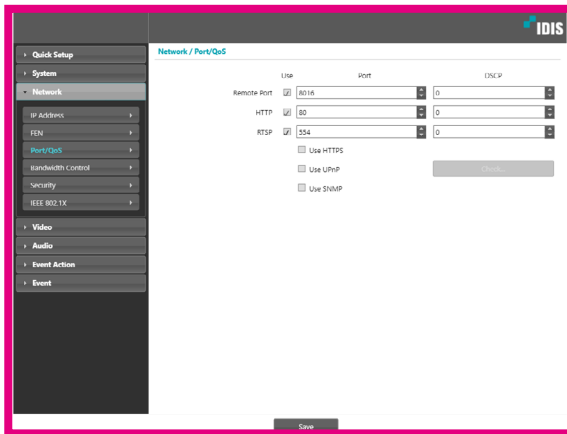 IDIS
Network / Port/QoS
Quick Setup
System
Network
IP Address
FEN
Port/QoS
Bandwidth Control
Security
IEEE 802.1X
Video
Audio
Event Action
Event
Use Port DSCP
Remote Port 8016 0
HTTP 80 0
RTSP 554 0
Use HTTPS
Use UPnP Check...
Use SNMP
Save